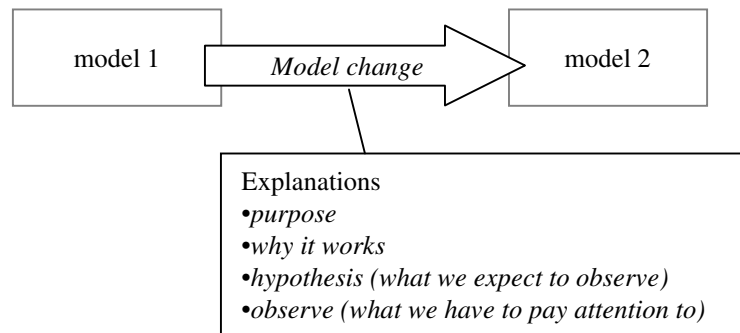 model 1
Model change
model 2
Explanations
•purpose
•why it works
•hypothesis (what we expect to observe)
•observe (what we have to pay attention to)